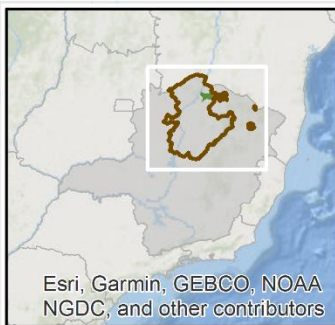 Esri, Garmin, GEBCO, NOAA
NGDC, and other contributors